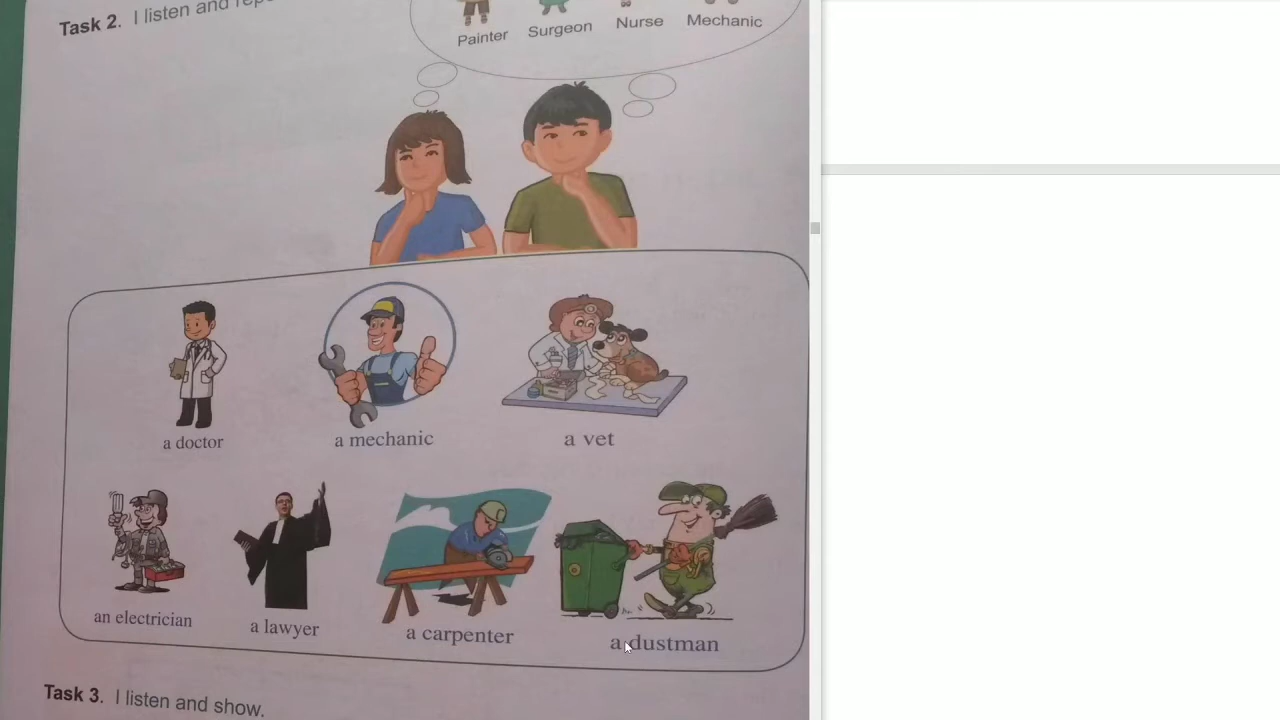 Task 2. I listen and
Painter Surgeon Nurse Mechanic
a doctor a mechanic a vet
an electrician a lawyer a carpenter a dustman
Task 3. I listen and show.